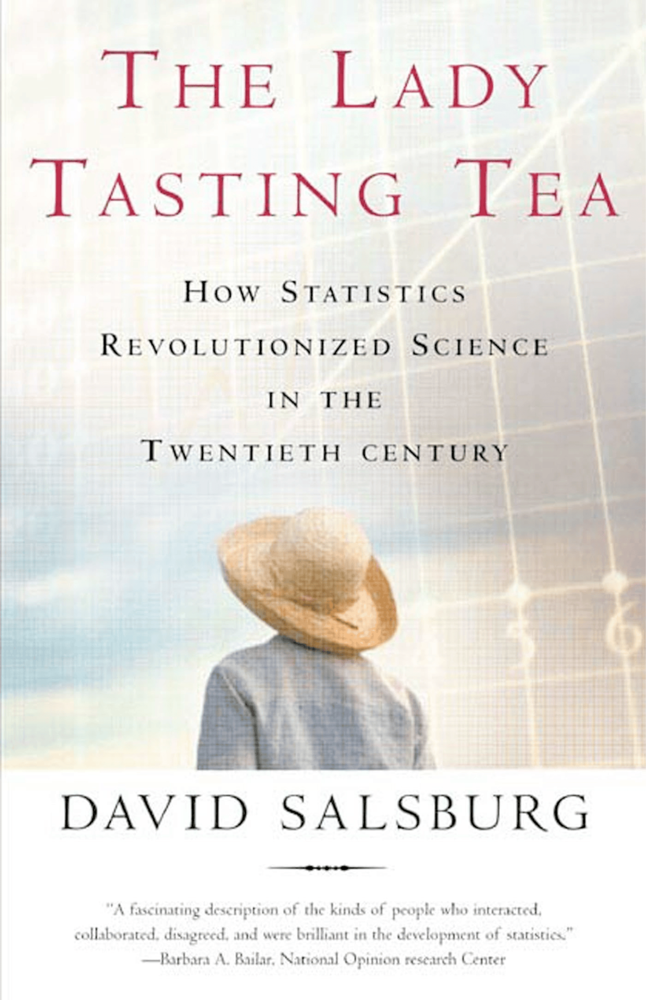 THE LADY
TASTING TEA
HOW STATISTICS
REVOLUTIONIZED SCIENCE
IN THE
TWENTIETH CENTURY
5
6
DAVID SALSBURG
"A fascinating description of the kinds of people who interacted,
collaborated, disagreed, and were brilliant in the development of statistics."
—Barbara A. Bailar, National Opinion research Center